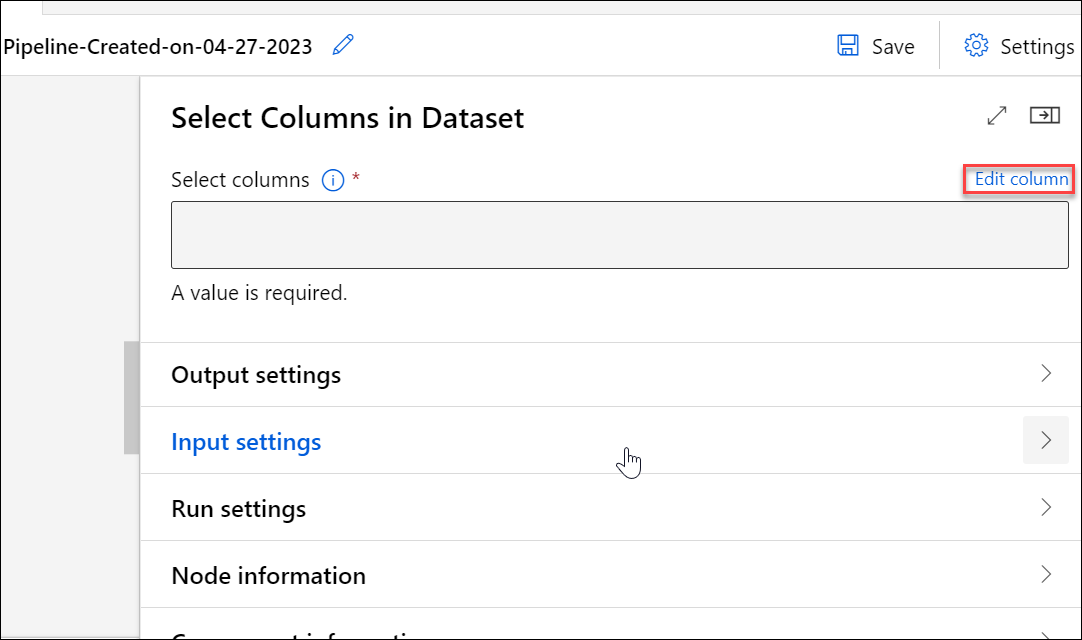 Pipeline-Created-on-04-27-2023 Save Settings
Select Columns in Dataset
Select columns * Edit column
A value is required.
Output settings
Input settings
Run settings
Node information